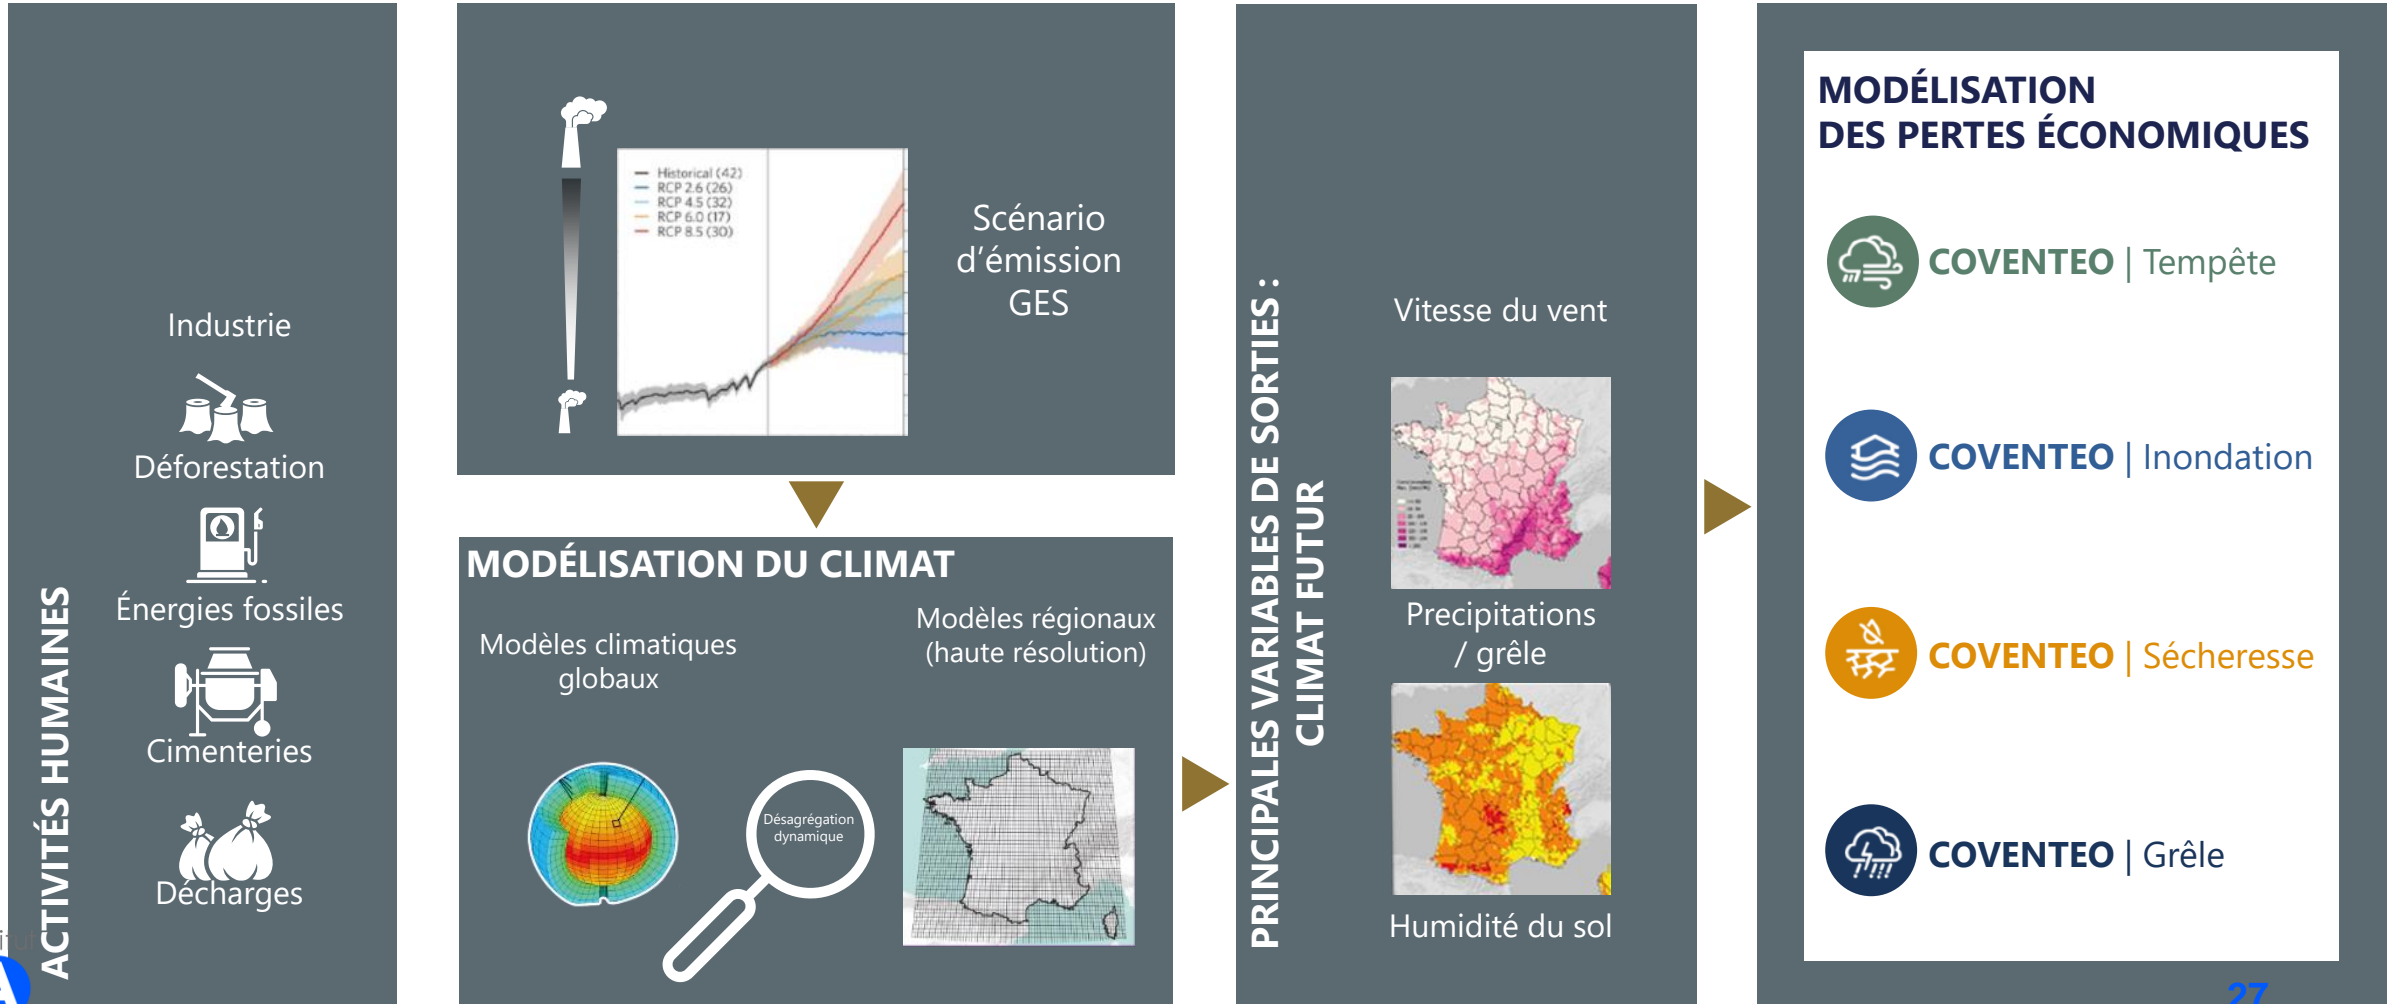 ACTIVITÉS HUMAINES
Industrie
Déforestation
Énergies fossiles
Cimenteries
Décharges
Historical (42)
RCP 2.6 (26)
RCP 4.5 (32)
RCP 6.0 (17)
RCP 8.5 (30)
Scénario
d'émission
GES
MODÉLISATION DU CLIMAT
Modèles climatiques
globaux
Désagrégation
dynamique
Modèles régionaux
(haute résolution)
PRINCIPALES VARIABLES DE SORTIES :
CLIMAT FUTUR
Vitesse du vent
Precipitations
/ grêle
Humidité du sol
MODÉLISATION
DES PERTES ÉCONOMIQUES
COVENTEO | Tempête
COVENTEO | Inondation
COVENTEO | Sécheresse
COVENTEO | Grêle
27